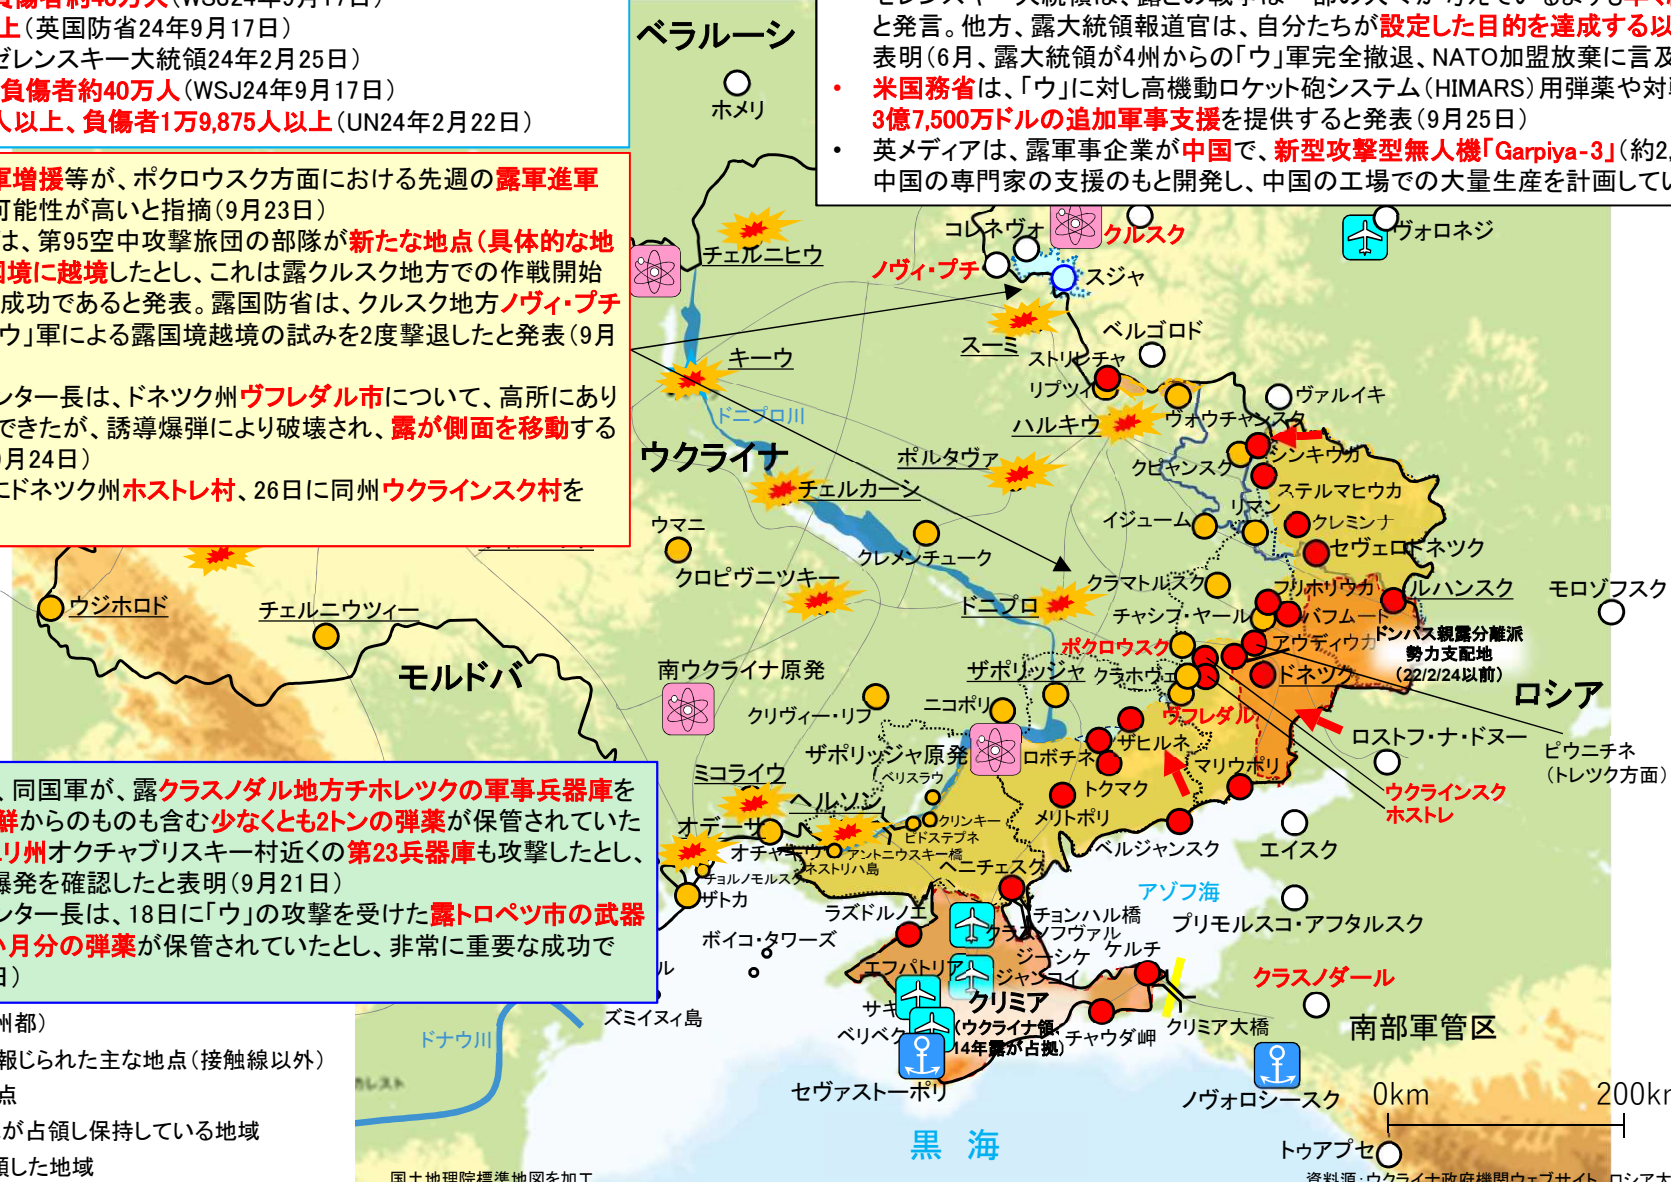 負傷者約40万人(WSJ24年9月17日)
上(英国防省24年9月17日)
ゼレンスキー大統領24年2月25日)
負傷者約40万人(WSJ24年9月17日)
人以上、負傷者1万9,875人以上(UN24年2月22日)
と発言。他方、露大統領報道官は、自分たちが設定した目的を達成する以
表明(6月、露大統領が4州からの「ウ」軍完全撤退、NATO加盟放棄に言及
• 米国務省は、「ウ」に対し高機動ロケット砲システム(HIMARS)用弾薬や対
3億7,500万ドルの追加軍事支援を提供すると発表(9月25日)
• 英メディアは、露軍事企業が中国で、新型攻撃型無人機「Garpiya-3」(約2,
中国の専門家の支援のもと開発し、中国の工場での大量生産を計画してい
軍増援等が、ポクロウスク方面における先週の露軍進軍
可能性が高いと指摘(9月23日)
は、第95空中攻撃旅団の部隊が新たな地点(具体的な地
国境に越境したとし、これは露クルスク地方での作戦開始
成功であると発表。露国防省は、クルスク地方ノヴィ・プチ
ウ」軍による露国境越境の試みを2度撃退したと発表(9月
ンター長は、ドネツク州ヴフレダル市について、高所にあり
できたが、誘導爆弾により破壊され、露が側面を移動する
9月24日)
にドネツク州ホストレ村、26日に同州ウクラインスク村を
、同国軍が、露クラスノダル地方チホレツクの軍事兵器庫を
鮮からのものも含む少なくとも2トンの弾薬が保管されていた
リ州オクチャブリスキー村近くの第23兵器庫も攻撃したとし、
爆発を確認したと表明(9月21日)
ンター長は、18日に「ウ」の攻撃を受けた露トロペツ市の武器
か月分の弾薬が保管されていたとし、非常に重要な成功で
日)
州都)
報じられた主な地点(接触線以外)
点
が占領し保持している地域
領した地域
ベラルーシ
ホメリ
チェルニヒウ
コレネヴォ
クルスク
ヴォロネジ
ノヴィ・プチ
スジャ
スーミ
ベルゴロド
ストリレチャ
リプツィ
ヴァルイキ
キーウ
ドニプロ川
ハルキウ
ヴォウチャンスク
ウクライナ
ポルタヴァ
クピャンスク
シンキウカ
チェルカーシ
ステルマヒウカ
ウマニ
イジューム
リマン
クレミンナ
クレメンチューク
セヴェロドネツク
クロピヴニツキー
クラマトルスク
フリホリウカ
ルハンスク
モロゾフスク
ウジホロド
チェルニウツィー
ドニプロ
チャシフ・ヤール
バフムート
ポクロウスク
アウディウカ
ドンバス親露分離派
勢力支配地
(22/2/24以前)
モルドバ
南ウクライナ原発
ザポリッジャ
クラホヴェ
ドネツク
ロシア
クリヴィー・リフ
ニコポリ
ヴフレダル
ザポリッジャ原発
ロボチネ
ザヒルネ
ロストフ・ナ・ドヌー
ピウニチネ
(トレツク方面)
ミコライウ
ベリスラウ
トクマク
マリウポリ
ウクラインスク
ホストレ
ヘルソン
メリトポリ
オデーサ
クリンキー
ビドステプネ
オチャキウ
アントニウスキー橋
ベルジャンスク
エイスク
ネストリハ島
ヘニチェスク
チョルノモルスク
ザトカ
アゾフ海
ラズドルノエ
チョンハル橋
プリモルスコ・アフタルスク
ボイコ・タワーズ
クラスノフヴァル
ジーシケ
ケルチ
ル
エフパトリア
ジャンコイ
クラスノダール
サキ
クリミア
(ウクライナ領、
14年露が占拠)
ズミイヌィ島
ベリベク
チャウダ岬
クリミア大橋
南部軍管区
ドナウ川
セヴァストーポリ
ノヴォロシースク
0km
200km
黒 海
トゥアプセ
国土地理院標準地図を加工
資料源:ウクライナ政府機関ウェブサイト、ロシア大